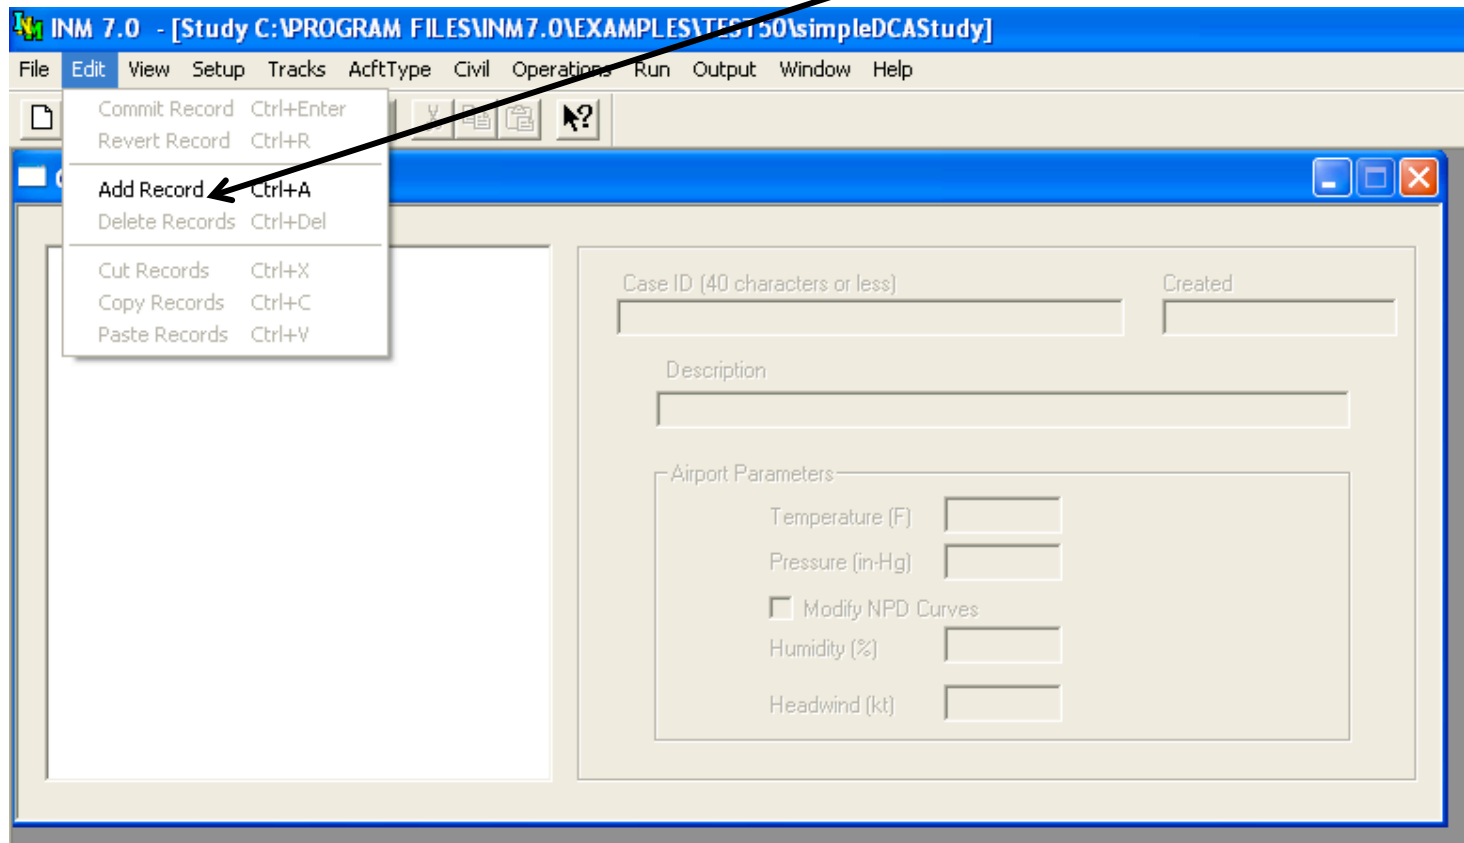 INM 7.0 - [Study C:\PROGRAM FILES\INM7.0\EXAMPLES\TEST50\simpleDCAStudy]
File Edit View Setup Tracks AcftType Civil Operations Run Output Window Help
Commit Record Ctrl+Enter
Revert Record Ctrl+R
Add Record Ctrl+A
Delete Records Ctrl+Del
Cut Records Ctrl+X
Copy Records Ctrl+C
Paste Records Ctrl+V
Case ID (40 characters or less) Created
Description
Airport Parameters
Temperature (F)
Pressure (in-Hg)
Modify NPD Curves
Humidity (%)
Headwind (kt)